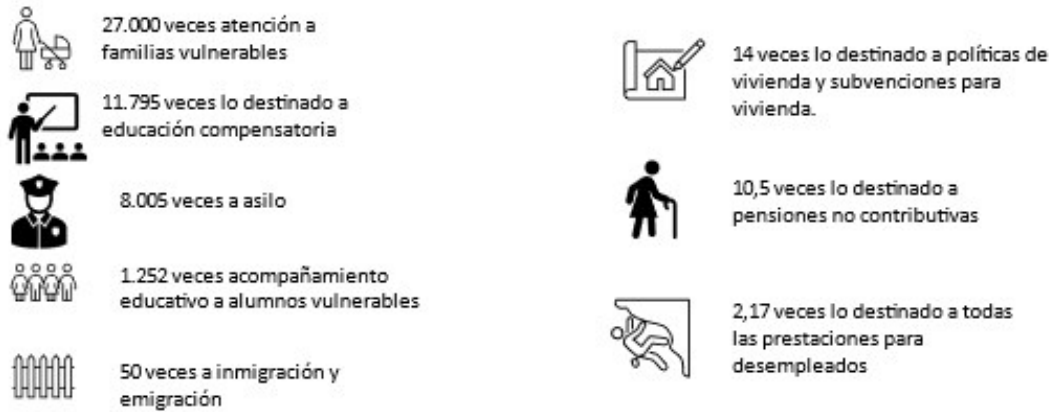 27.000 veces atención a
familias vulnerables
11.795 veces lo destinado a
educación compensatoria
8.005 veces a asilo
1.252 veces acompañamiento
educativo a alumnos vulnerables
50 veces a inmigración y
emigración
14 veces lo destinado a políticas de
vivienda y subvenciones para
vivienda.
10,5 veces lo destinado a
pensiones no contributivas
2,17 veces lo destinado a todas
las prestaciones para
desempleados